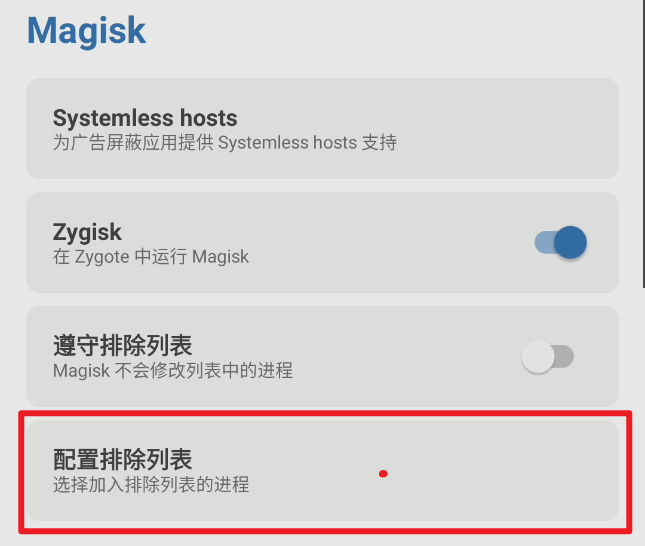 Magisk
Systemless hosts
为广告屏蔽应用提供 Systemless hosts 支持
Zygisk
在 Zygote 中运行 Magisk
遵守排除列表
Magisk 不会修改列表中的进程
配置排除列表
选择加入排除列表的进程